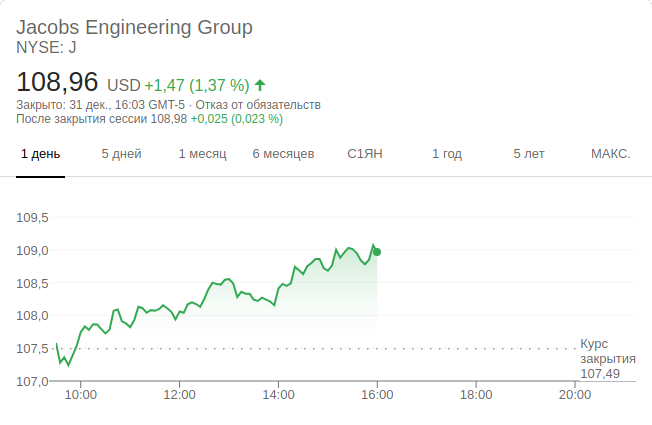 Jacobs Engineering Group
NYSE: J
108,96 USD +1,47 (1,37 %)
Закрыто: 31 дек., 16:03 GMT-5 · Отказ от обязательств
После закрытия сессии 108,98 +0,025 (0,023 %)
1 день 5 дней 1 месяц 6 месяцев С1ЯН 1 год 5 лет МАКС.
109,5
109,0
108,5
108,0
107,5
107,0
Курс
закрытия
107,49
10:00 12:00 14:00 16:00 18:00 20:00